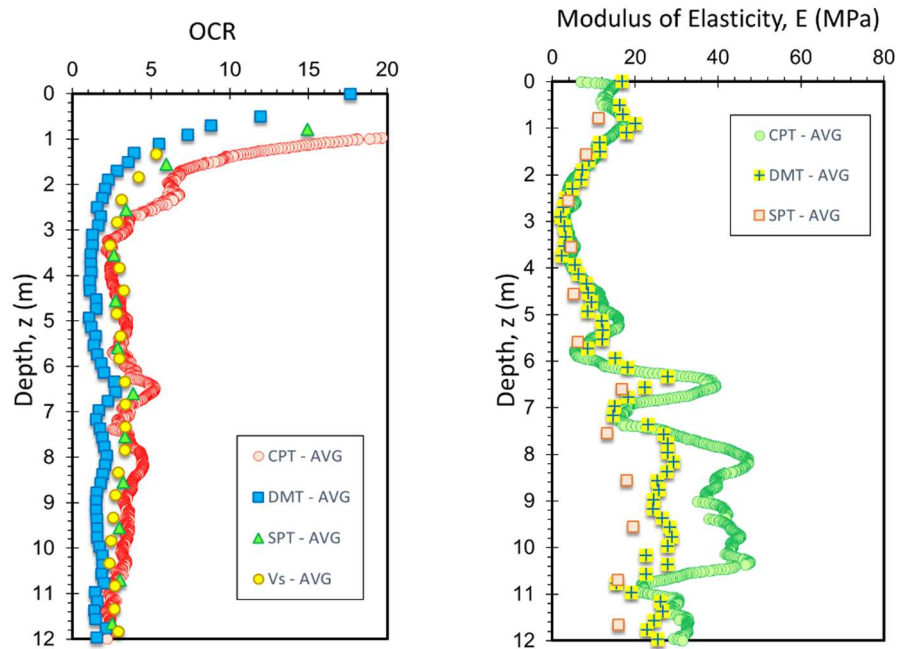 OCR
0 5 10 15 20
Depth, z (m)
0
1
2
3
4
5
6
7
8
9
10
11
12
CPT - AVG
DMT - AVG
SPT - AVG
Vs - AVG
Modulus of Elasticity, E (MPa)
0 20 40 60 80
Depth, z (m)
0
1
2
3
4
5
6
7
8
9
10
11
12
CPT - AVG
DMT - AVG
SPT - AVG